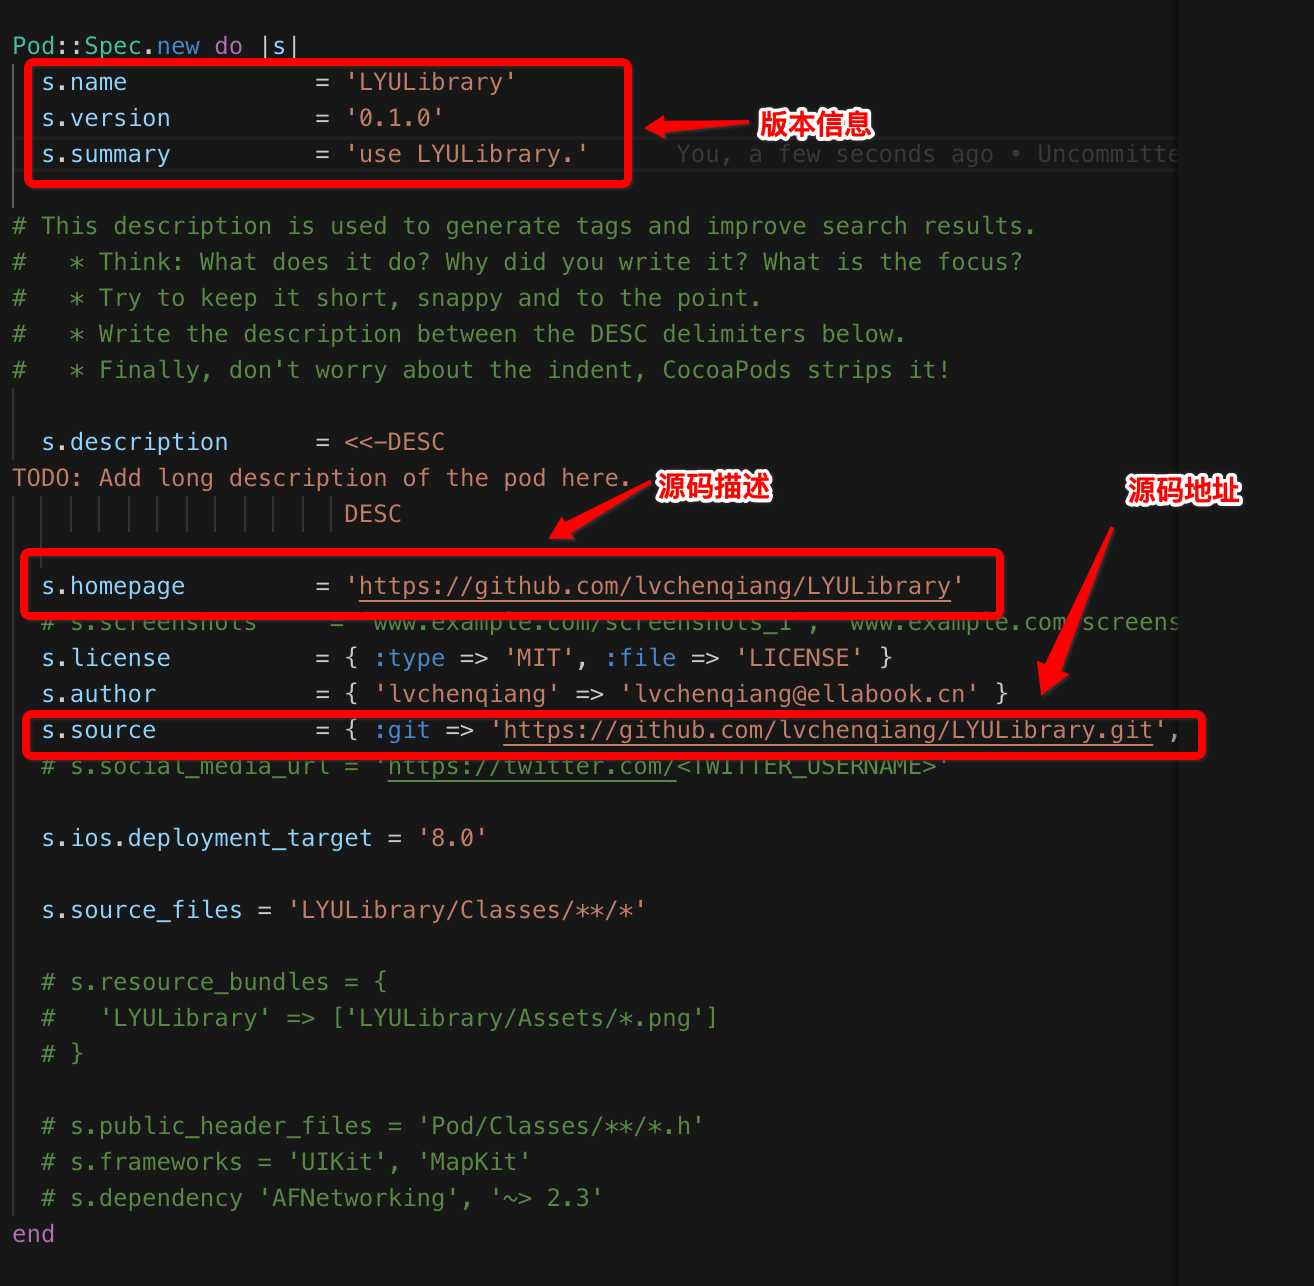 Pod::Spec.new do |s|
s.name = 'LYULibrary'
s.version = '0.1.0'
版本信息
s.summary = 'use LYULibrary.' You, a few seconds ago • Uncommitte
# This description is used to generate tags and improve search results.
# * Think: What does it do? Why did you write it? What is the focus?
# * Try to keep it short, snappy and to the point.
# * Write the description between the DESC delimiters below.
# * Finally, don't worry about the indent, CocoaPods strips it!
s.description = <<-DESC
TODO: Add long description of the pod here.
源码描述
源码地址
DESC
s.homepage = 'https://github.com/lvchenqiang/LYULibrary'
# s.screenshots = 'www.example.com/screenshots_1', 'www.example.com/screens
s.license = { :type => 'MIT', :file => 'LICENSE' }
s.author = { 'lvchenqiang' => 'lvchenqiang@ellabook.cn' }
s.source = { :git => 'https://github.com/lvchenqiang/LYULibrary.git',
# s.social_media_url = 'https://twitter.com/<TWITTER_USERNAME>'
s.ios.deployment_target = '8.0'
s.source_files = 'LYULibrary/Classes/**/*'
# s.resource_bundles = {
# 'LYULibrary' => ['LYULibrary/Assets/*.png']
# }
# s.public_header_files = 'Pod/Classes/**/*.h'
# s.frameworks = 'UIKit', 'MapKit'
# s.dependency 'AFNetworking', '~> 2.3'
end